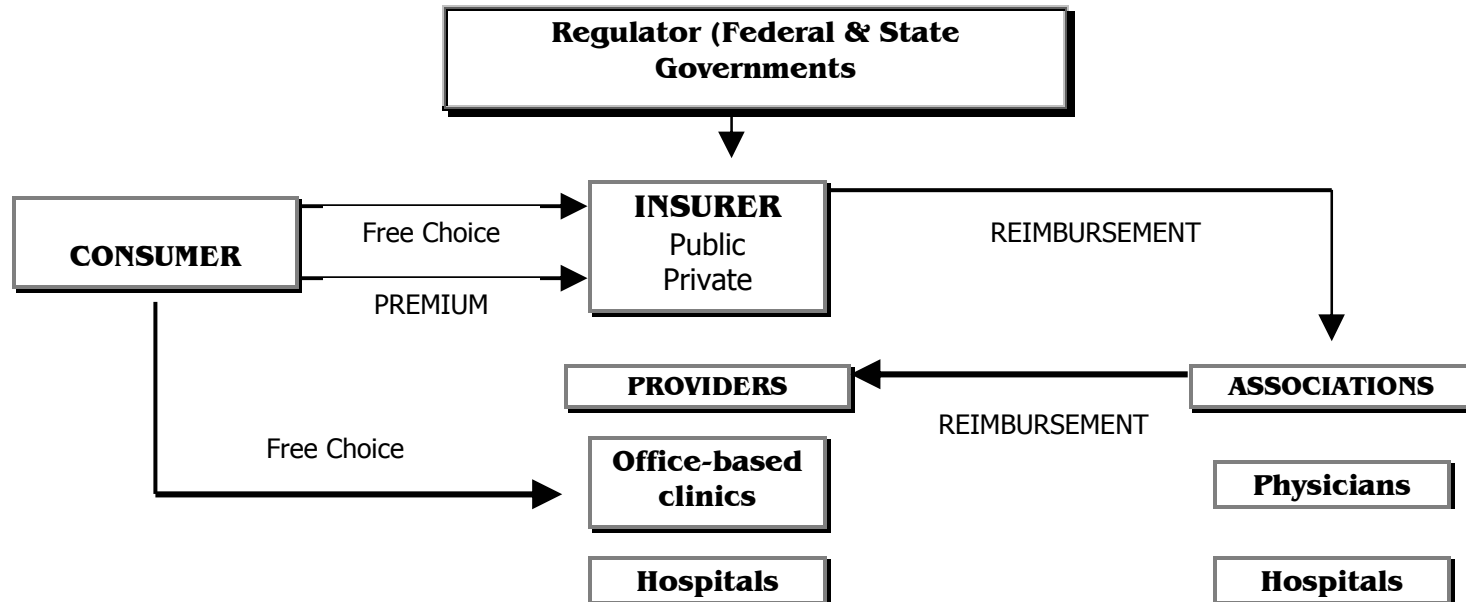 Regulator (Federal & State
Governments
CONSUMER
Free Choice
PREMIUM
INSURER
Public
Private
REIMBURSEMENT
PROVIDERS
REIMBURSEMENT
ASSOCIATIONS
Free Choice
Office-based
clinics
Physicians
Hospitals
Hospitals